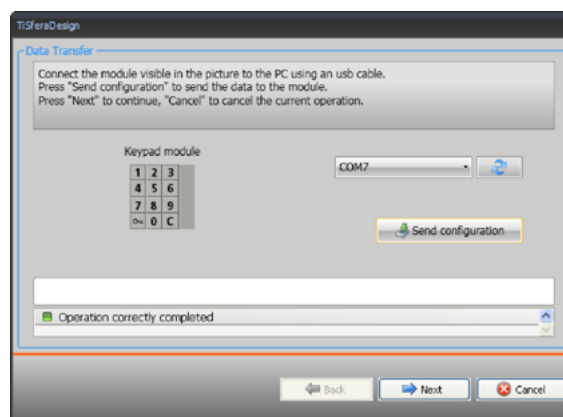 TiSferaDesign
Data Transfer
Connect the module visible in the picture to the PC using an usb cable.
Press "Send configuration" to send the data to the module.
Press "Next" to continue, "Cancel" to cancel the current operation.
Keypad module
COM7
1 2 3
4 5 6
7 8 9
0 C
Send configuration
Operation correctly completed
Back
Next
Cancel